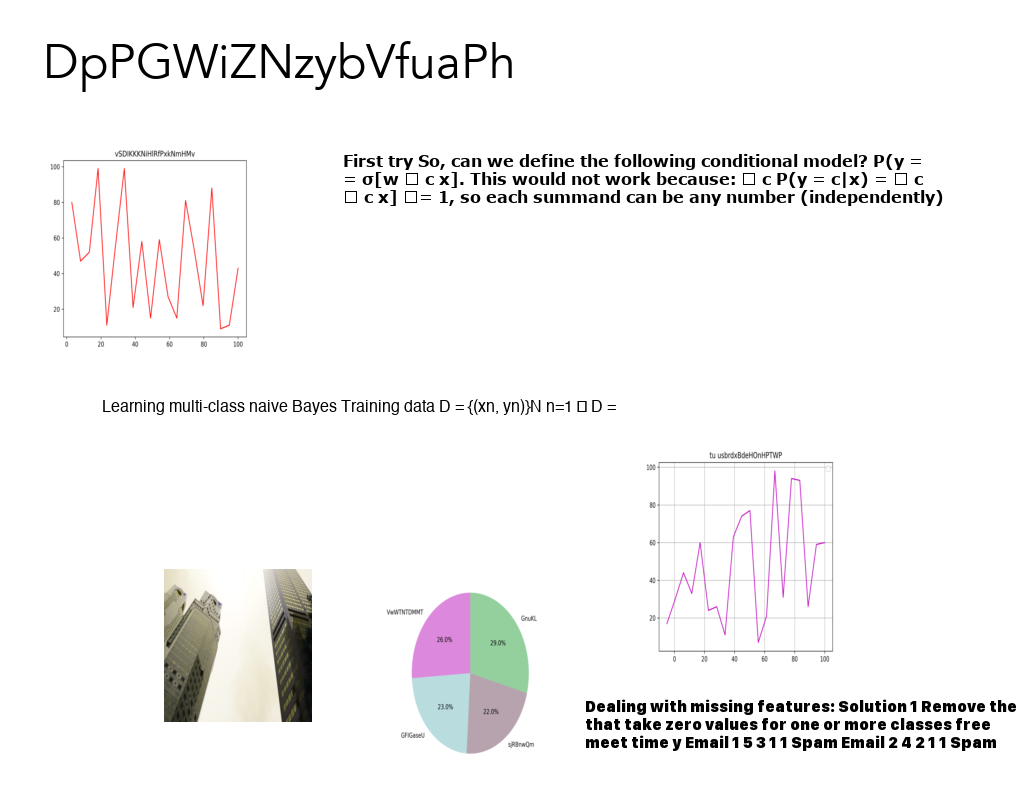 DpPGWiZNzybVfuaPh
vSDIKKKNiHlRfPxkNmHMv
100
80
60
40
20
0 20 40 60 80 100
First try So, can we define the following conditional model? P(y =
= σ[w □ c x]. This would not work because: □ c P(y = c|x) = □ c
□ c x] □= 1, so each summand can be any number (independently)
Learning multi-class naive Bayes Training data D = {(xn, yn)}N n=1 □ D =
tu usbrdxBdeHOnHPTWP
100
80
60
40
20
0 20 40 60 80 100
VwWTNTDMMT
GnuKL
26.0%
29.0%
23.0%
22.0%
GFIGaseU
sjRBnwQm
Dealing with missing features: Solution 1 Remove the
that take zero values for one or more classes free
meet time y Email 1 5 3 1 1 Spam Email 2 4 2 1 1 Spam